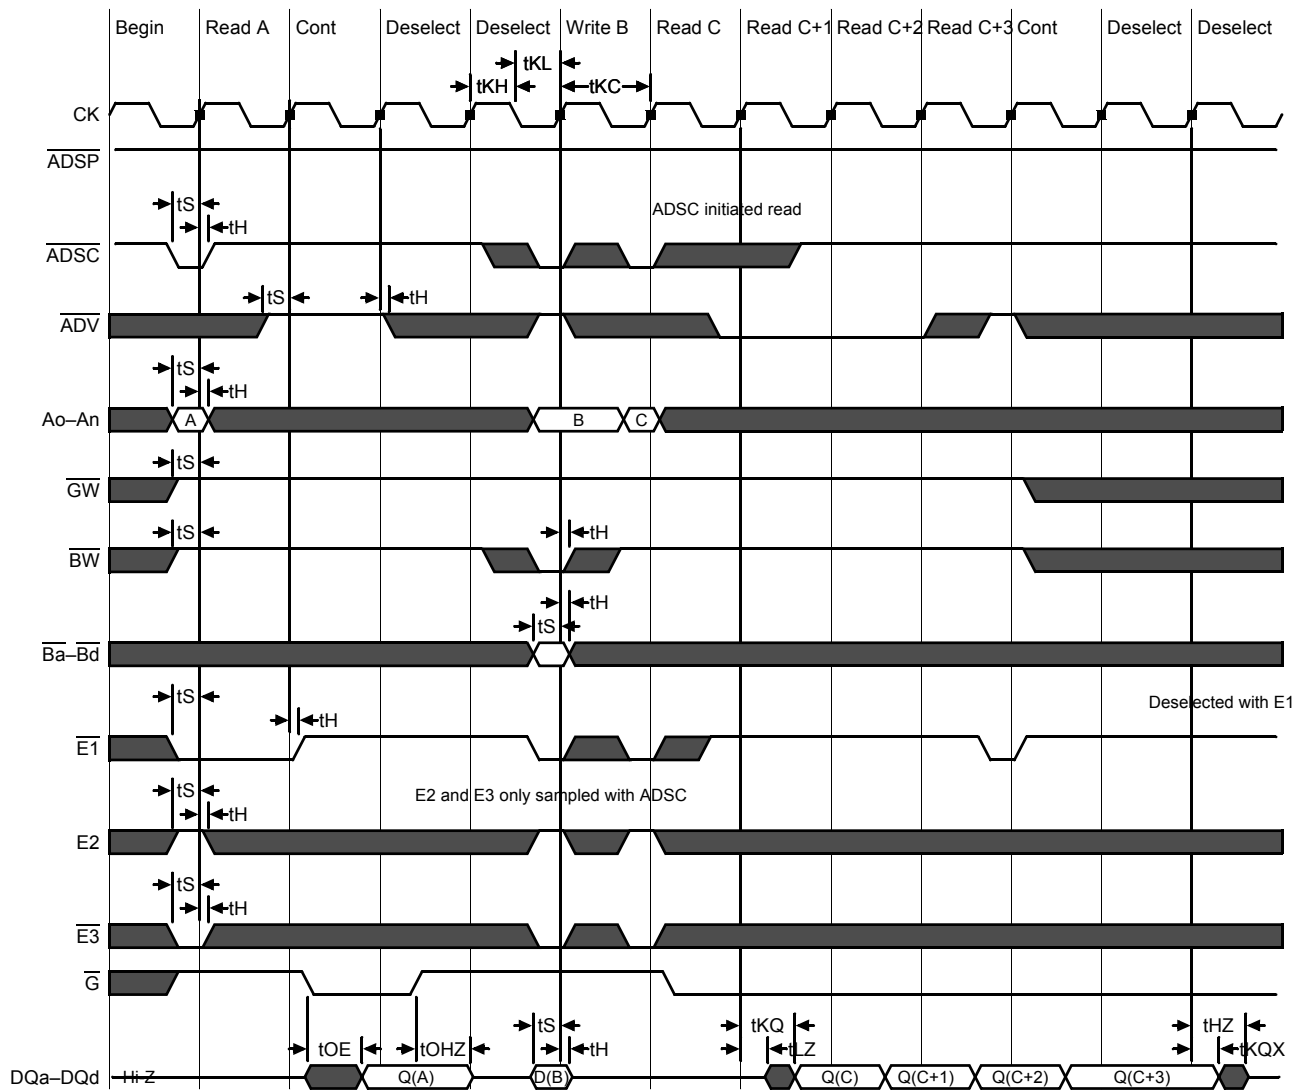 Begin Read A Cont Deselect Deselect Write B Read C Read C+1 Read C+2 Read C+3 Cont Deselect Deselect
tKL
tKH tKC
CK
ADSP
tS ADSC initiated read
tH
ADSC
tS tH
ADV
tS
tH
Ao–An A B C
tS
GW
tS tH
BW
tH
tS
Ba–Bd
tS Deselected with E1
tH
E1
tS E2 and E3 only sampled with ADSC
tH
E2
tS
tH
E3
G
tS tKQ tHZ
tOE tOHZ tH tLZ tKQX
DQa–DQd Hi-Z Q(A) D(B) Q(C) Q(C+1) Q(C+2) Q(C+3)